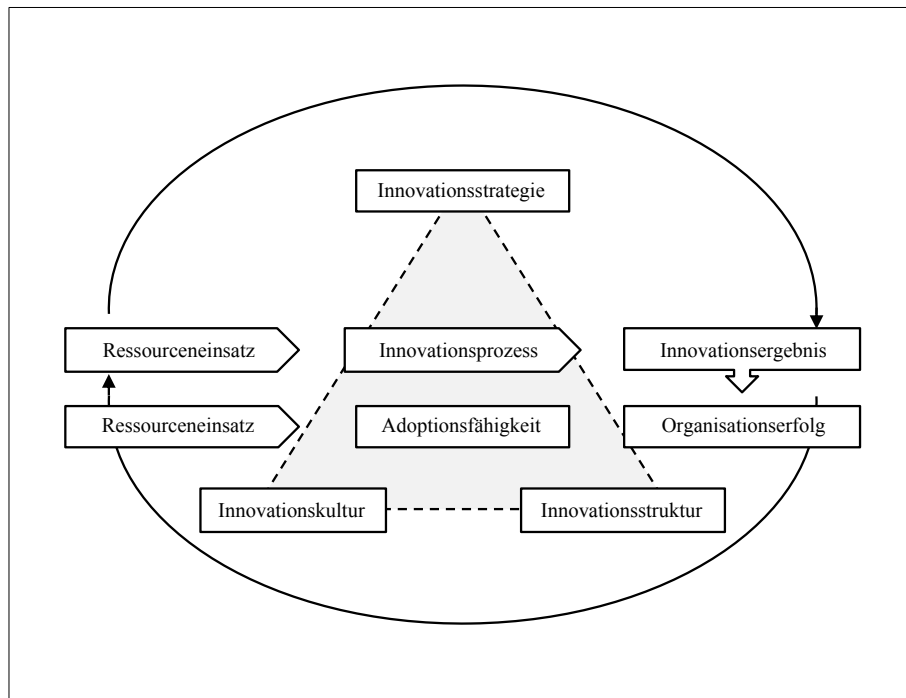 Innovationsstrategie
Ressourceneinsatz
Innovationsprozess
Innovationsergebnis
Ressourceneinsatz
Adoptionsfähigkeit
Organisationserfolg
Innovationskultur
Innovationsstruktur